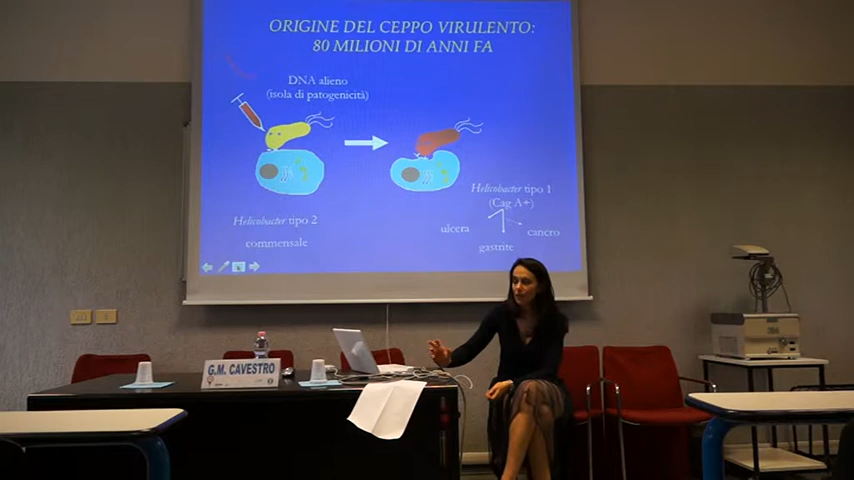 ORIGINE DEL CEPPO VIRULENTO:
80 MILIONI DI ANNI FA
DNA alieno
(isola di patogenicità)
Helicobacter tipo 2
commensale
Helicobacter tipo 1
(Cag A+)
ulcera
cancro
gastrite
G.M. CAVESTRO